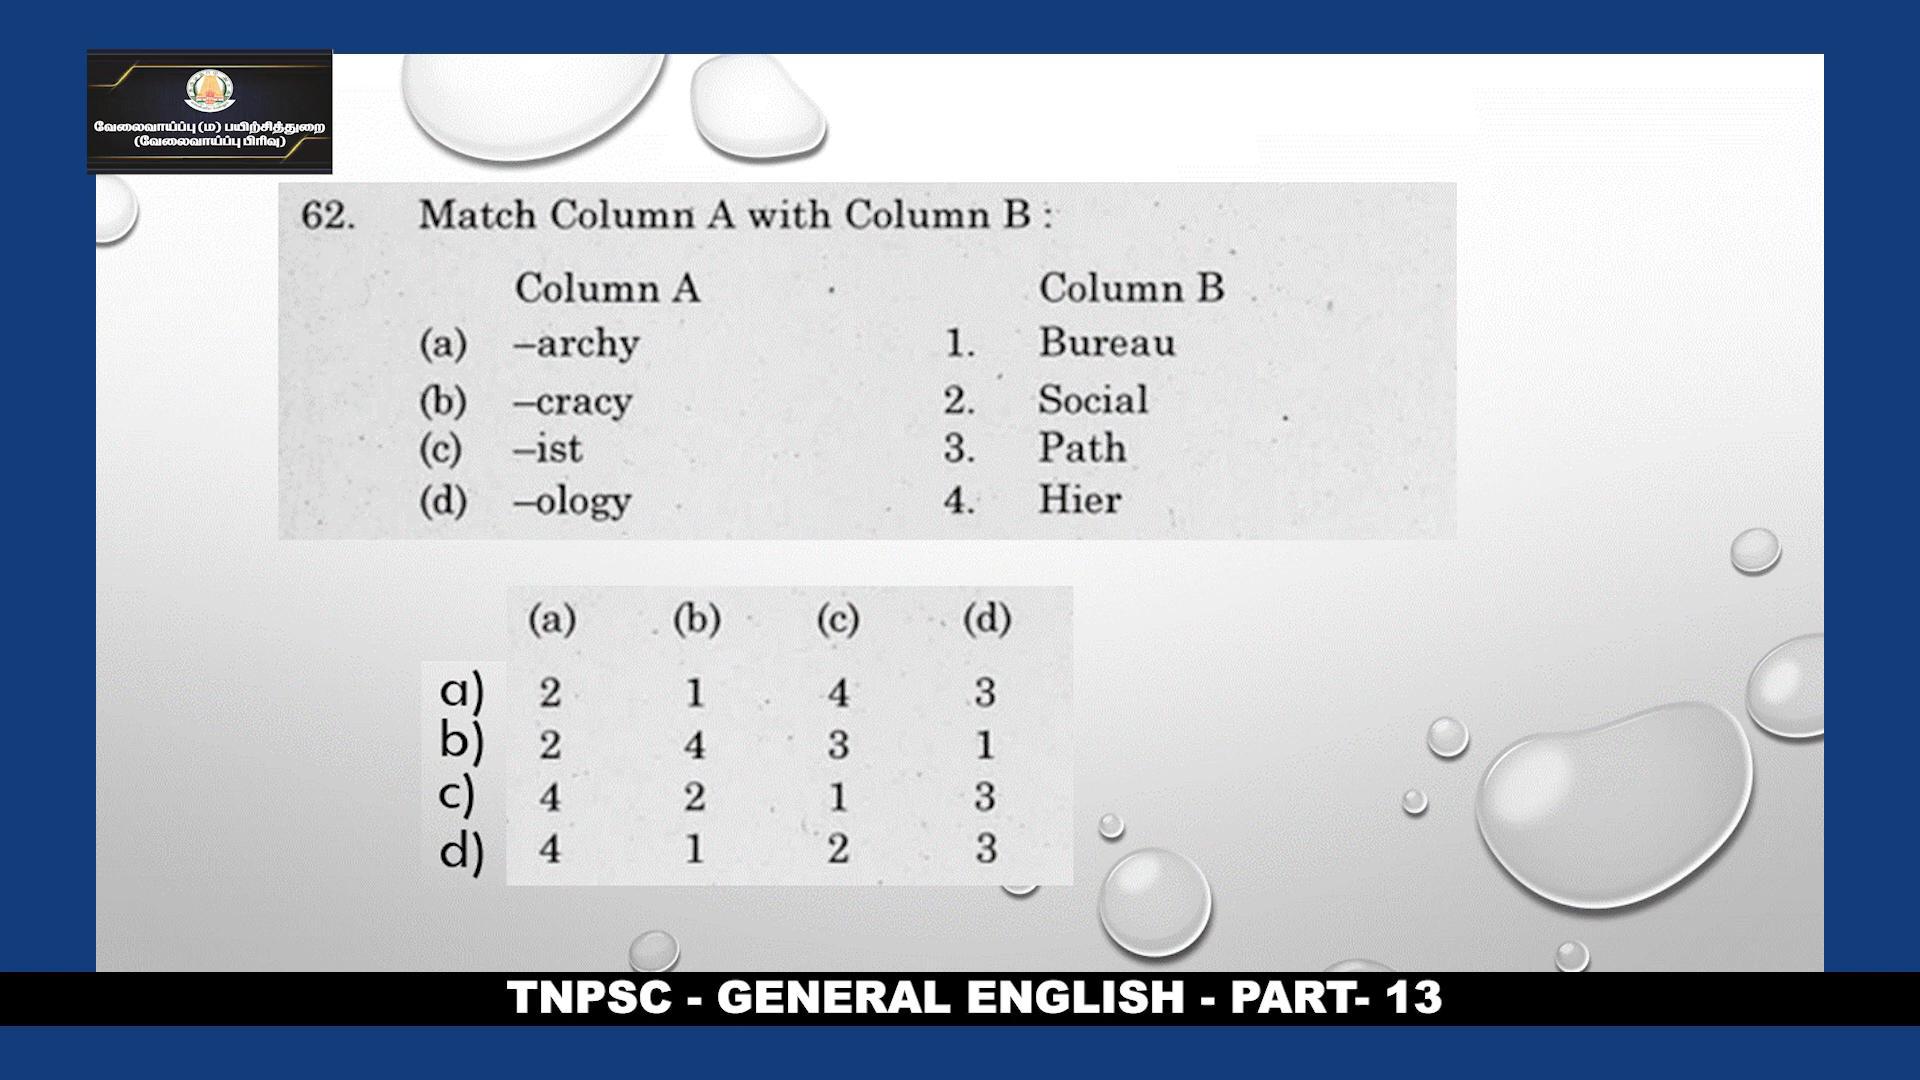 வேலைவாய்ப்பு (ம) பயிற்சித்துறை
(வேலைவாய்ப்பு பிரிவு)
62. Match Column A with Column B :
Column A Column B
(a) –archy 1. Bureau
(b) –cracy 2. Social
(c) –ist 3. Path
(d) –ology 4. Hier
(a) (b) (c) (d)
a) 2 1 4 3
b) 2 4 3 1
c) 4 2 1 3
d) 4 1 2 3
TNPSC - GENERAL ENGLISH - PART- 13